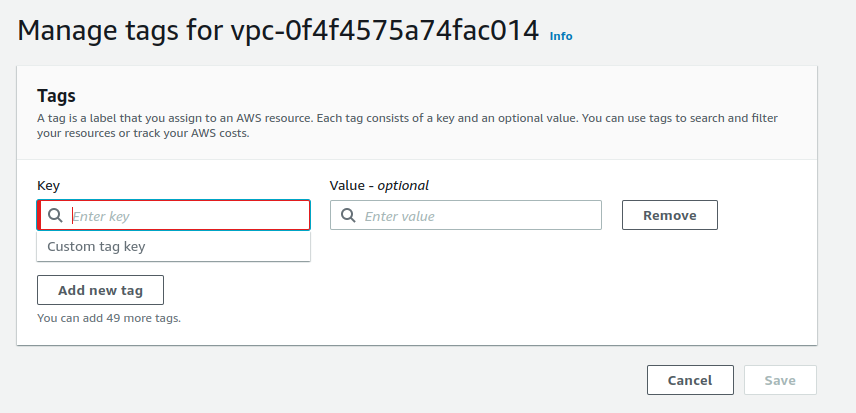 Manage tags for vpc-0f4f4575a74fac014 Info
Tags
A tag is a label that you assign to an AWS resource. Each tag consists of a key and an optional value. You can use tags to search and filter
your resources or track your AWS costs.
Key
Value - optional
Enter key
Enter value
Remove
Custom tag key
Add new tag
You can add 49 more tags.
Cancel
Save